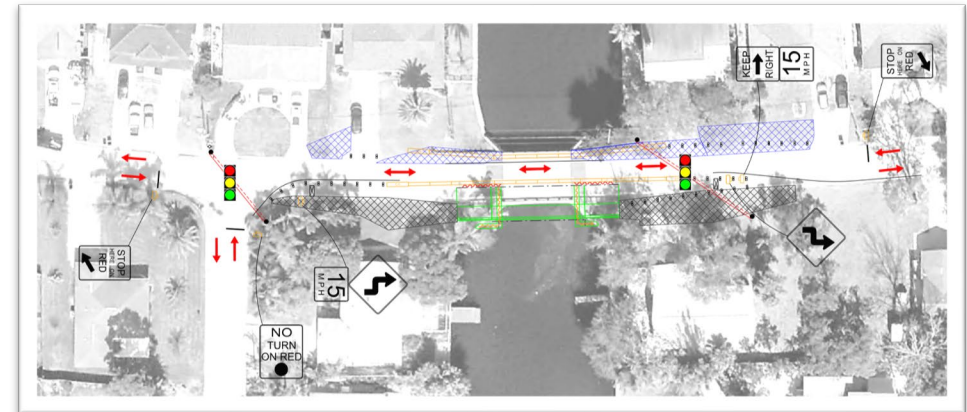 KEEP
RIGHT
15
MPH
STOP
HERE ON
RED
STOP
HERE ON
RED
15
MPH
NO
TURN
ON RED